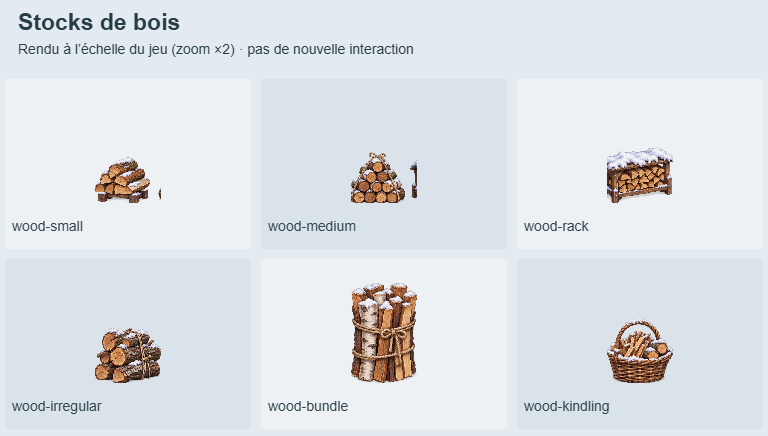 Stocks de bois
Rendu à l'échelle du jeu (zoom ×2) · pas de nouvelle interaction
wood-small
wood-medium
wood-rack
wood-irregular
wood-bundle
wood-kindling